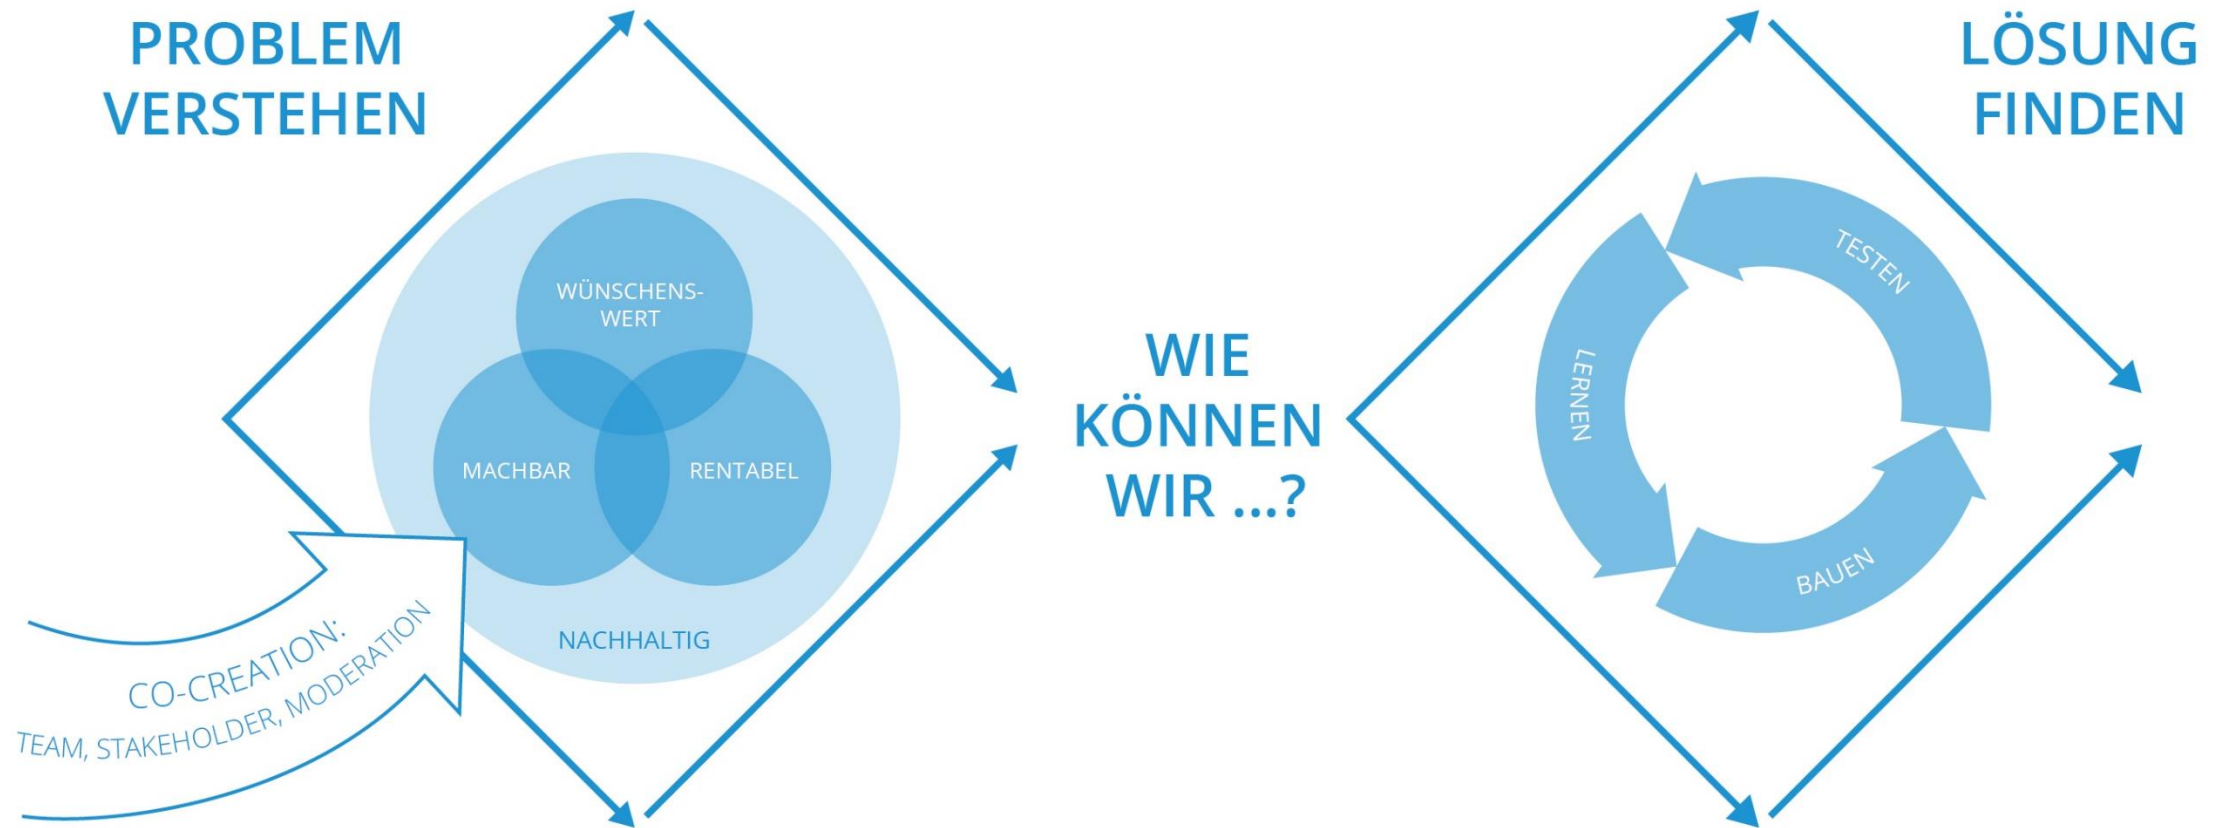 PROBLEM
VERSTEHEN
WÜNSCHENS-
WERT
MACHBAR
RENTABEL
NACHHALTIG
CO-CREATION:
TEAM, STAKEHOLDER, MODERATION
WIE
KÖNNEN
WIR ...?
LÖSUNG
FINDEN
TESTEN
LERNEN
BAUEN